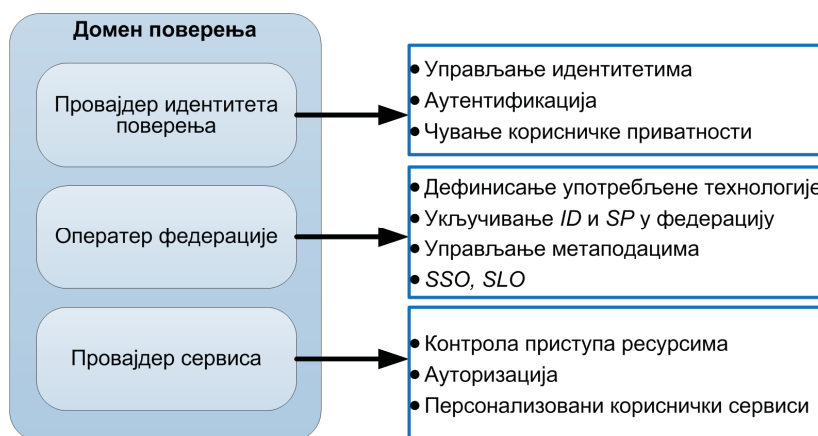 Домен поверења
Провајдер идентитета
поверења
• Управљање идентитетима
• Аутентификација
• Чување корисничке приватности
Оператер федерације
• Дефинисање употребљене технологије
• Укључивање ID и SP у федерацију
• Управљање метаподацима
• SSO, SLO
Провајдер сервиса
• Контрола приступа ресурсима
• Ауторизација
• Персонализовани кориснички сервиси